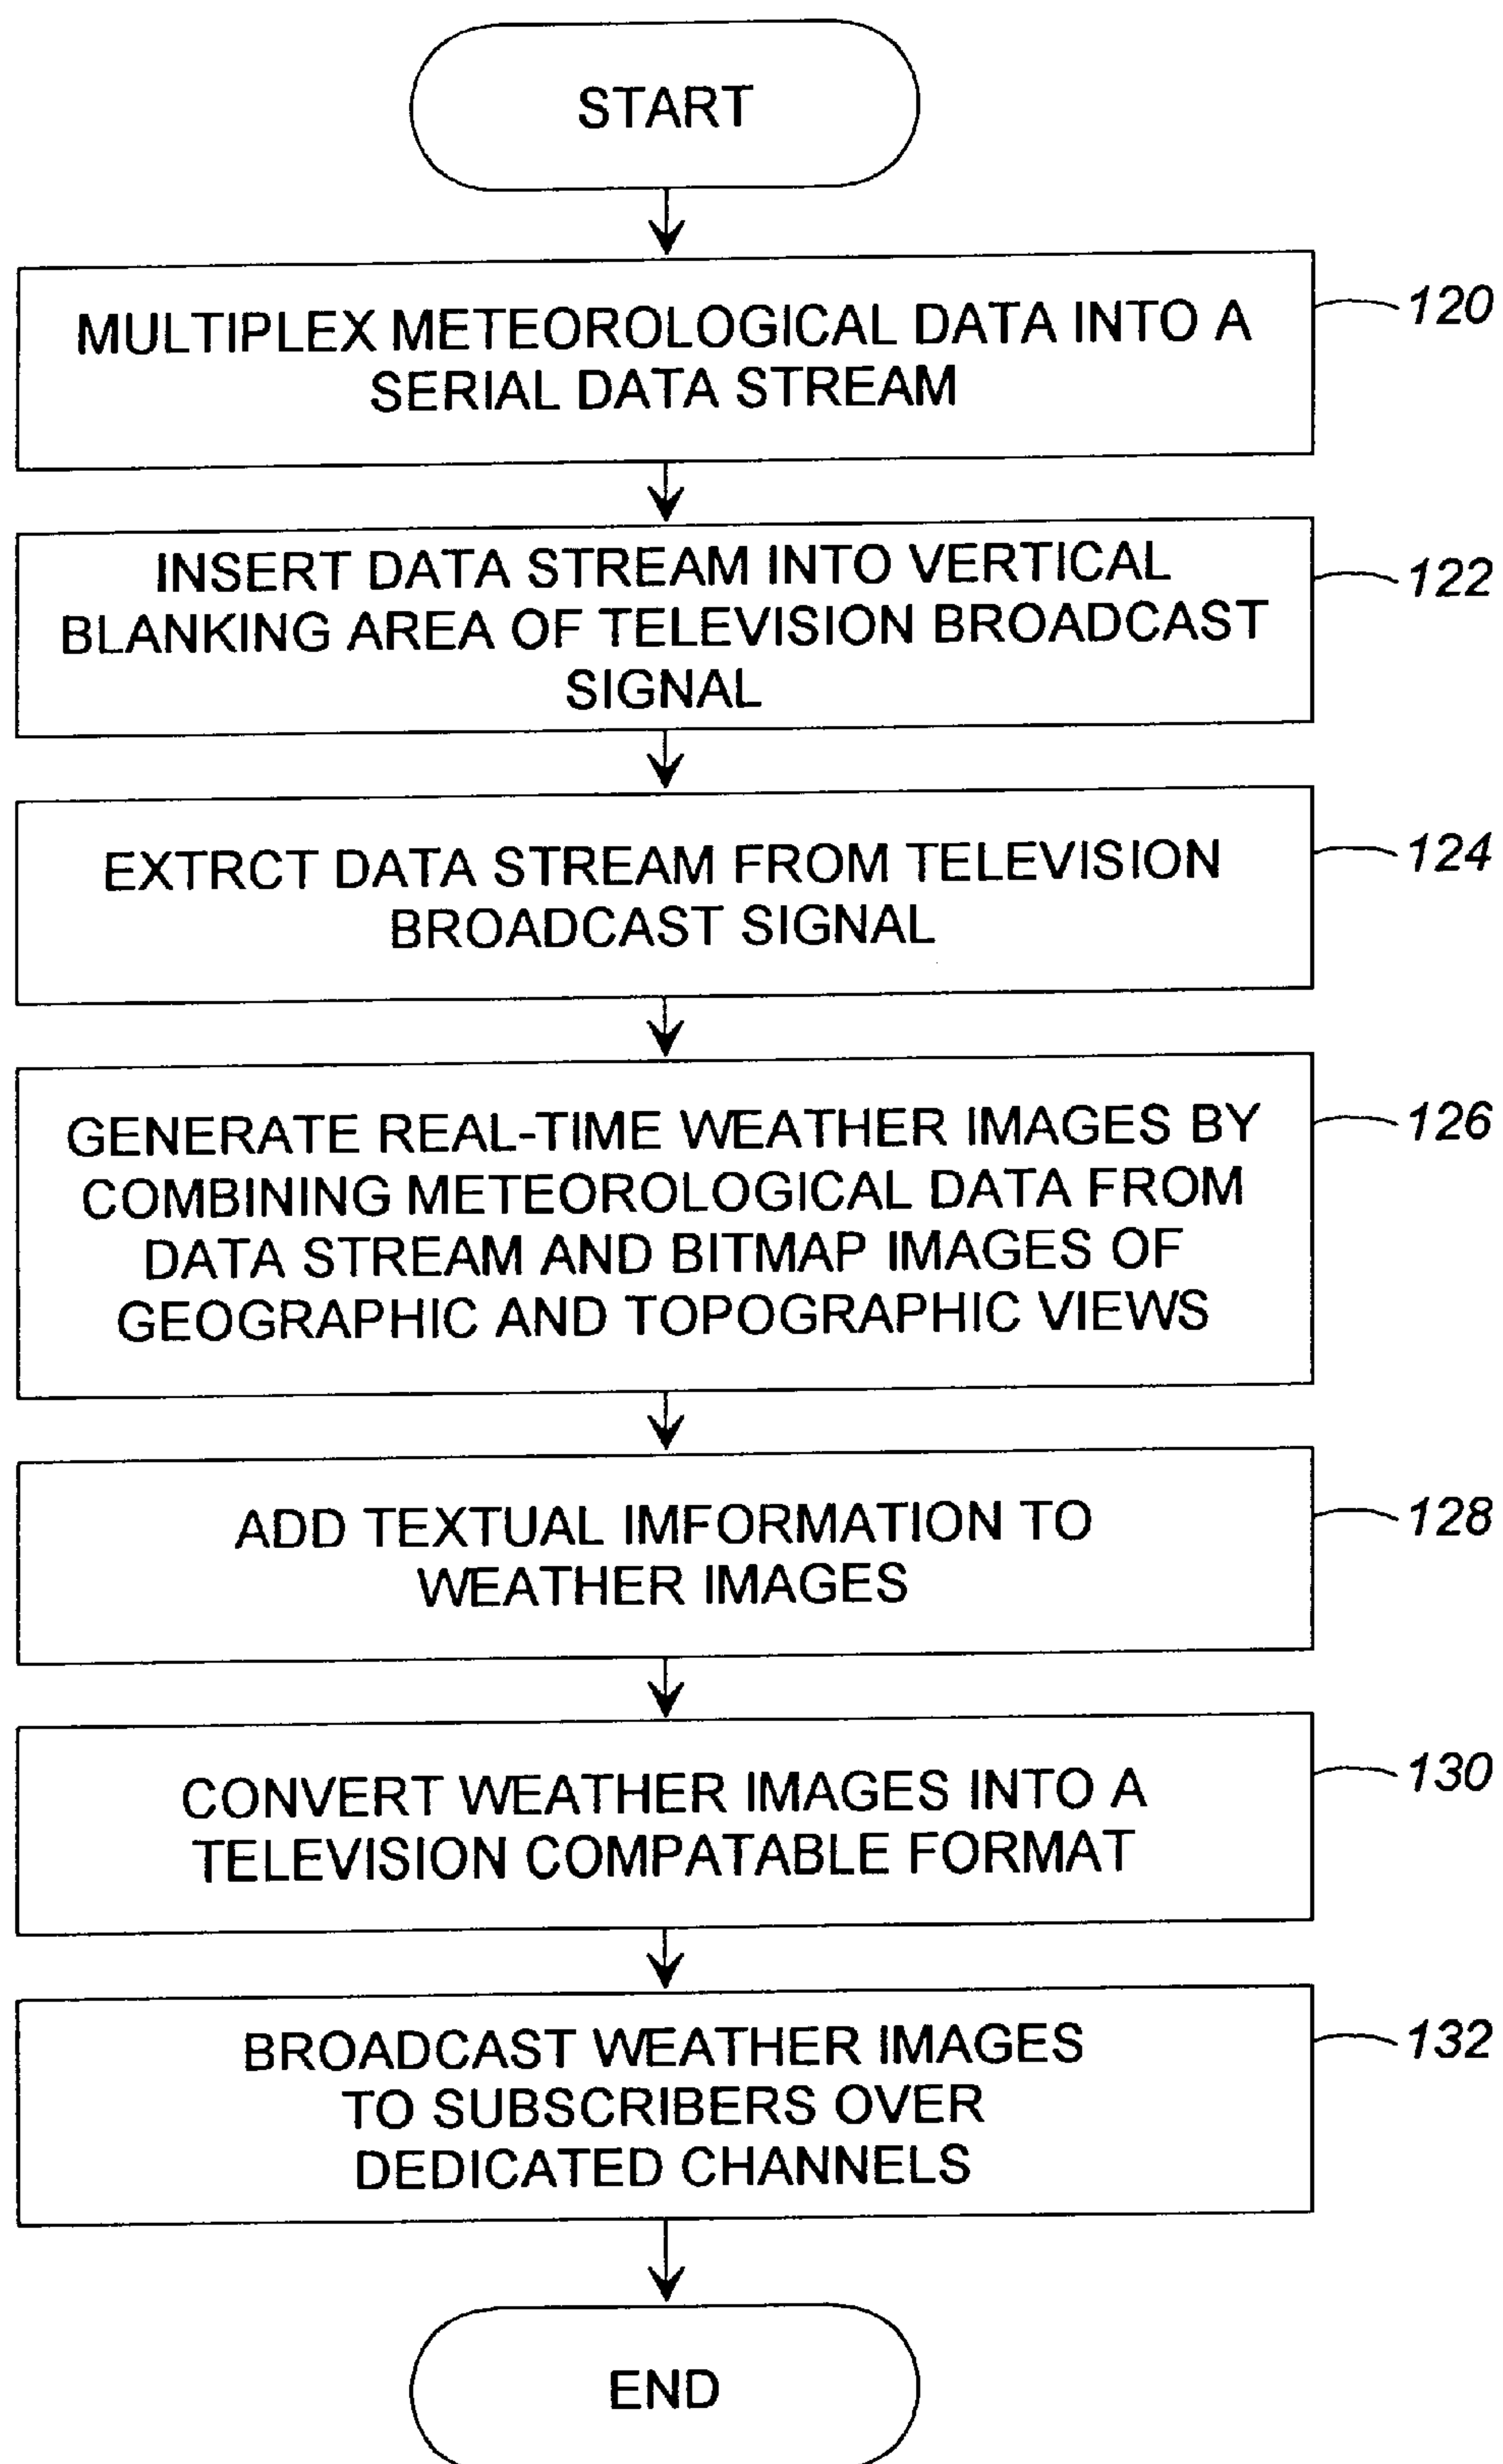 START
MULTIPLEX METEOROLOGICAL DATA INTO A
SERIAL DATA STREAM
120
INSERT DATA STREAM INTO VERTICAL
BLANKING AREA OF TELEVISION BROADCAST
SIGNAL
122
EXTRCT DATA STREAM FROM TELEVISION
BROADCAST SIGNAL
124
GENERATE REAL-TIME WEATHER IMAGES BY
COMBINING METEOROLOGICAL DATA FROM
DATA STREAM AND BITMAP IMAGES OF
GEOGRAPHIC AND TOPOGRAPHIC VIEWS
126
ADD TEXTUAL IMFORMATION TO
WEATHER IMAGES
128
CONVERT WEATHER IMAGES INTO A
TELEVISION COMPATABLE FORMAT
130
BROADCAST WEATHER IMAGES
TO SUBSCRIBERS OVER
DEDICATED CHANNELS
132
END